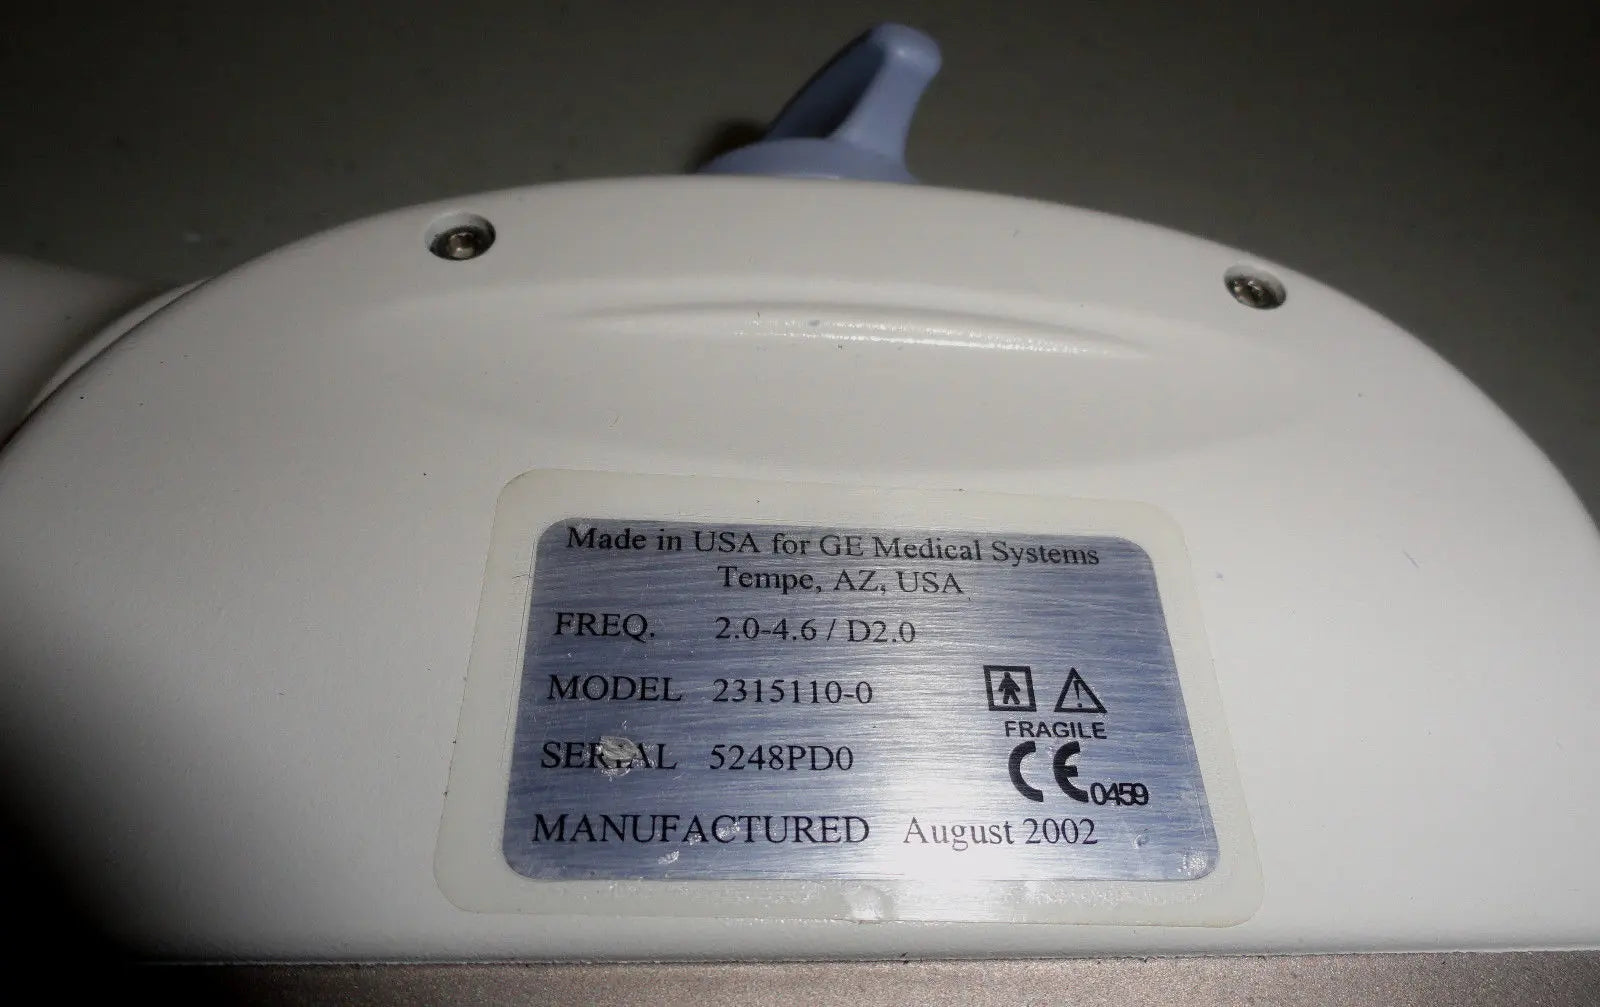 Made in USA for GE Medical Systems
Tempe, AZ, USA
FREQ. 2.0-4.6 / D2.0
MODEL 2315110-0
SERIAL 5248PD0
FRAGILE
CE 0459
MANUFACTURED August 2002